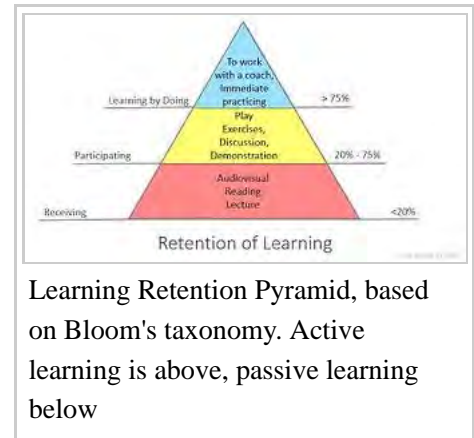 To work
with a coach,
Immediate
practicing
Learning by Doing
> 75%
Play
Exercises,
Discussion,
Demonstration
Participating
20% - 75%
Audiovisual
Reading
Lecture
Receiving
<20%
Retention of Learning
Learning Retention Pyramid, based
on Bloom's taxonomy. Active
learning is above, passive learning
below